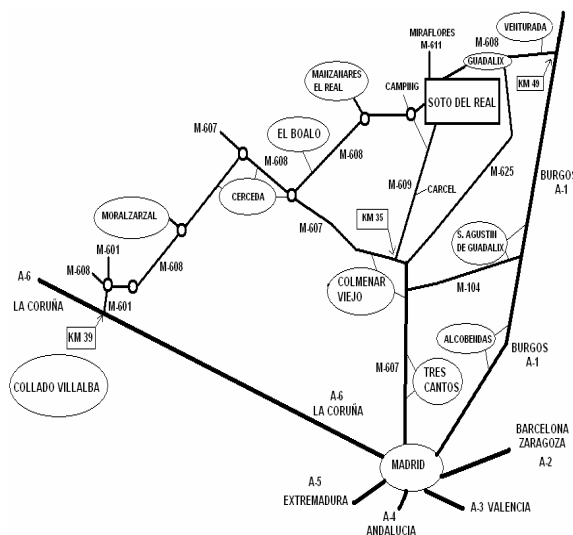 VENTURADA
MIRAFLORES
M-611
M-608
GUADALIX
MANZANARES
EL REAL
CAMPING
KM 49
SOTO DEL REAL
M-607
EL BOALO
M-608
M-608
BURGOS
A-1
M-625
M-609
CARCEL
CERCEDA
MORALZARZAL
KM 35
M-607
S. AGUSTIN
DE GUADALIX
M-601
M-608
M-608
A-6
M-601
LA CORUÑA
COLMENAR
VIEJO
M-104
KM 39
ALCOBENDAS
BURGOS
A-1
COLLADO VILLALBA
M-607
TRES
CANTOS
A-6
LA CORUÑA
BARCELONA
ZARAGOZA
A-2
MADRID
A-5
EXTREMADURA
A-3 VALENCIA
A-4
ANDALUCIA